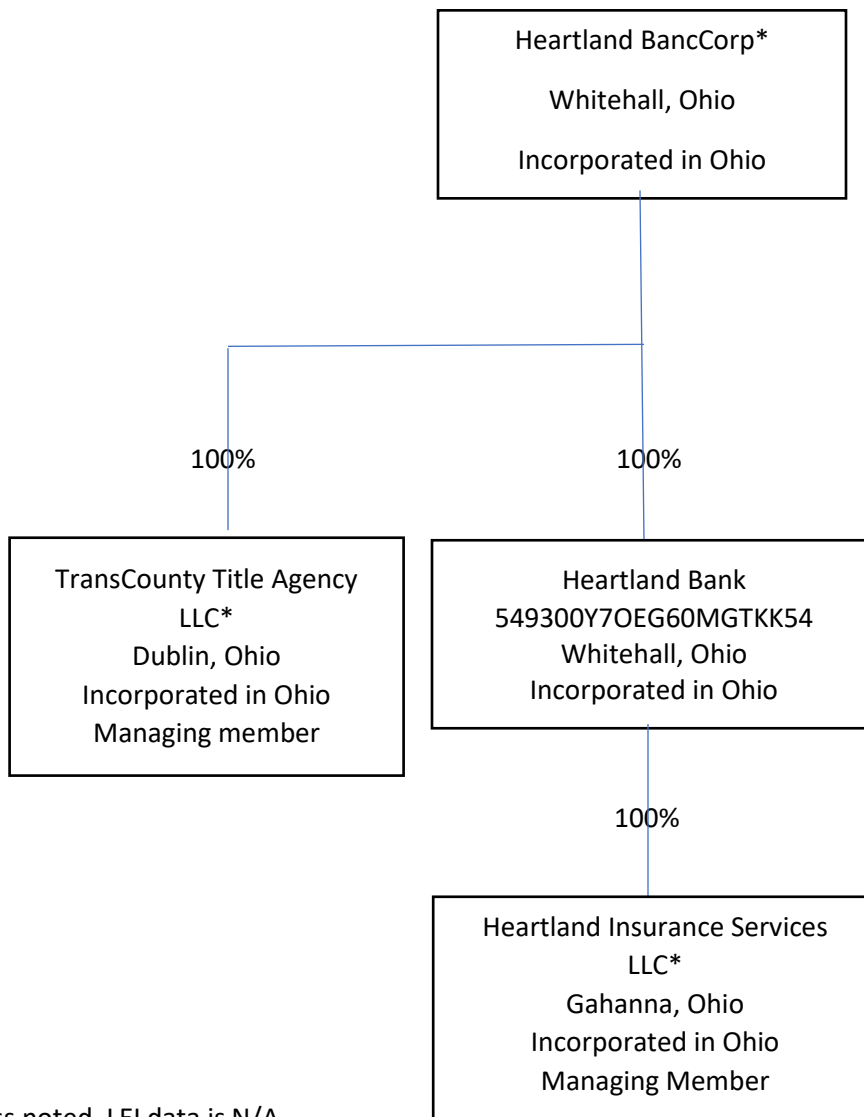 Heartland BancCorp*
Whitehall, Ohio
Incorporated in Ohio
100%
100%
TransCounty Title Agency
LLC*
Dublin, Ohio
Incorporated in Ohio
Managing member
Heartland Bank
549300Y7OEG60MGTKK54
Whitehall, Ohio
Incorporated in Ohio
100%
Heartland Insurance Services
LLC*
Gahanna, Ohio
Incorporated in Ohio
Managing Member
noted, LEI data is N/A